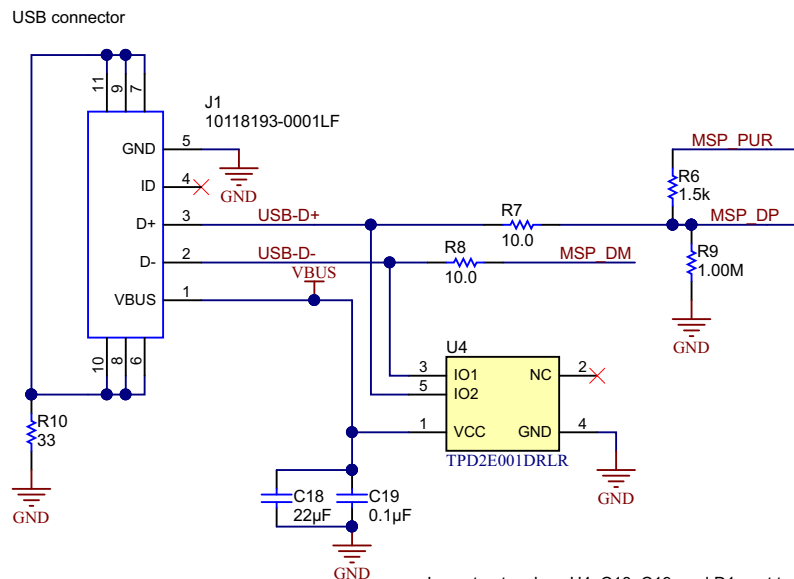 USB connector
11
9
7
J1
10118193-0001LF
GND
5
ID
4
GND
D+
3
USB-D+
R7
10.0
MSP_PUR
R6
1.5k
MSP_DP
D-
2
USB-D-
R8
10.0
MSP_DM
R9
1.00M
VBUS
VBUS
1
GND
10
8
6
U4
3
IO1
NC
2
5
IO2
1
VCC
GND
4
TPD2E001DRLR
R10
33
GND
GND
C18
22µF
C19
0.1µF
GND